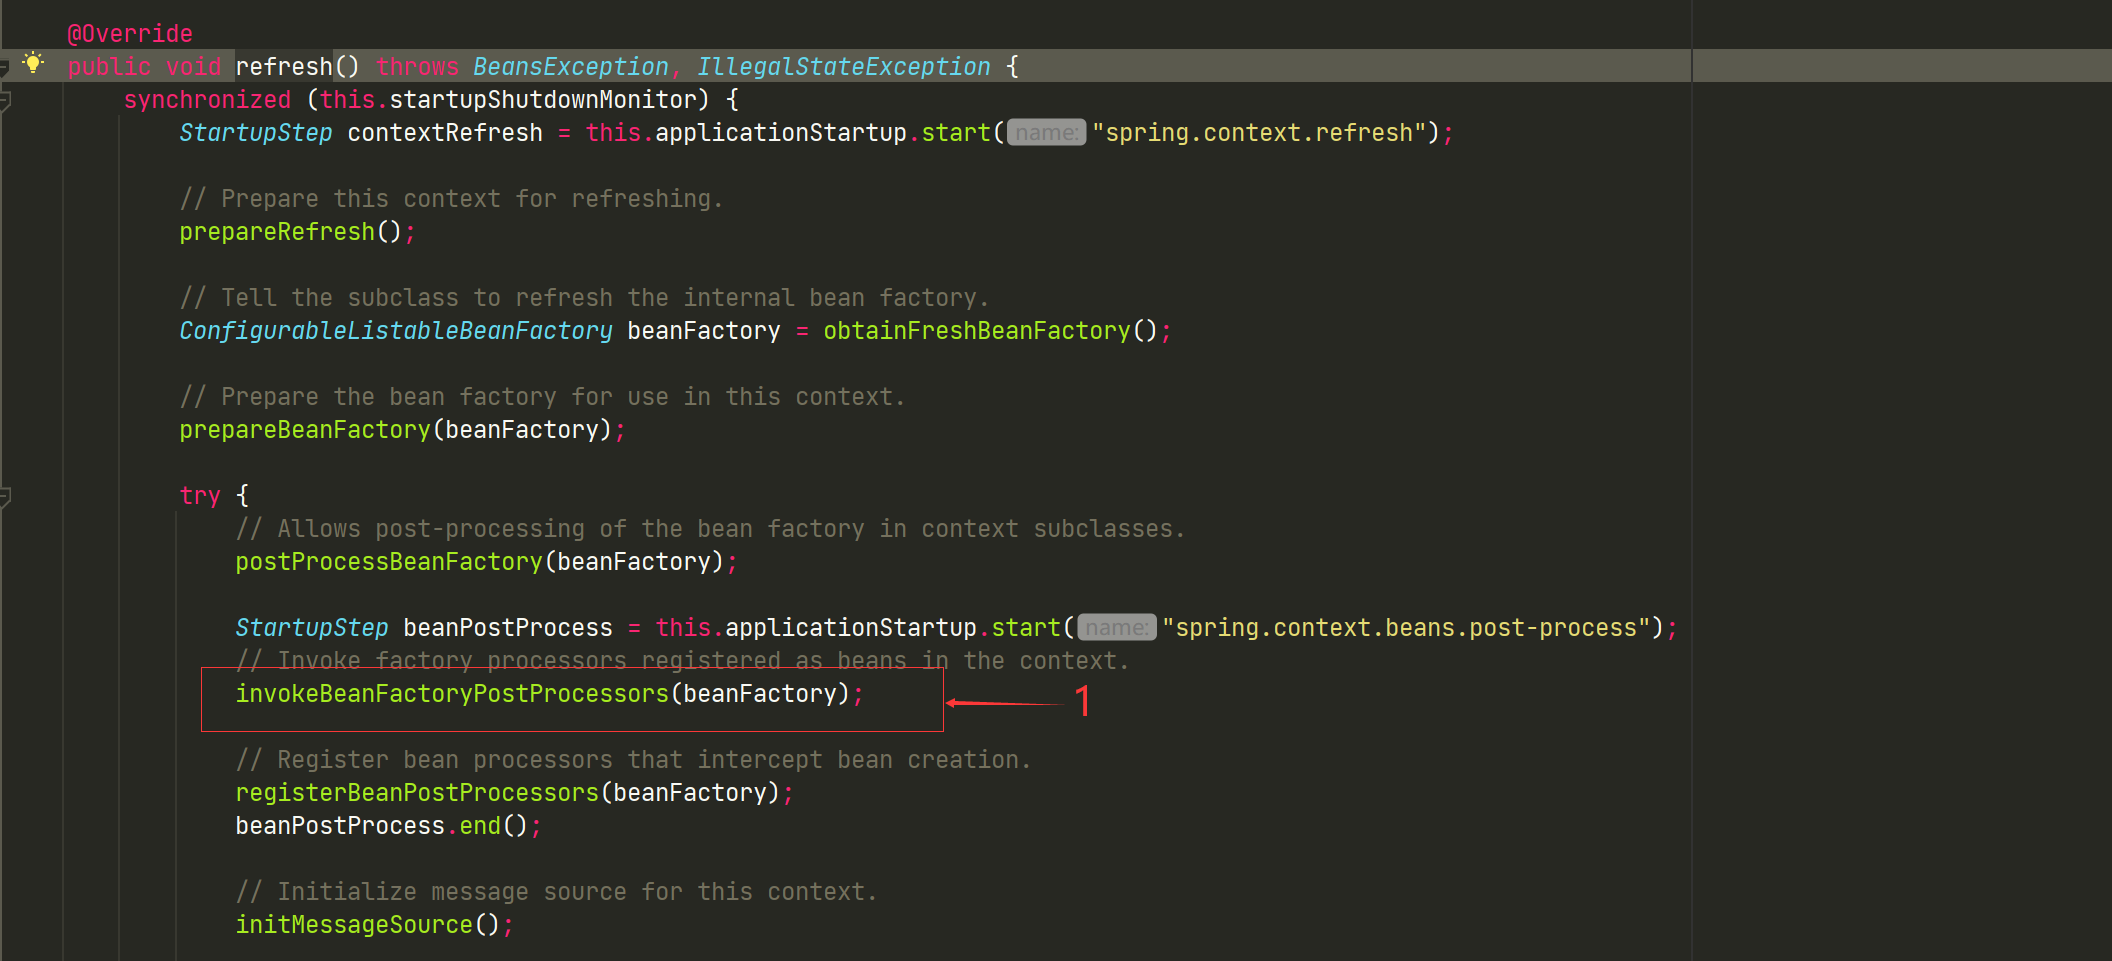 @Override
public void refresh() throws BeansException, IllegalStateException {
synchronized (this.startupShutdownMonitor) {
StartupStep contextRefresh = this.applicationStartup.start( name: "spring.context.refresh");
// Prepare this context for refreshing.
prepareRefresh();
// Tell the subclass to refresh the internal bean factory.
ConfigurableListableBeanFactory beanFactory = obtainFreshBeanFactory();
// Prepare the bean factory for use in this context.
prepareBeanFactory(beanFactory);
try {
// Allows post-processing of the bean factory in context subclasses.
postProcessBeanFactory(beanFactory);
StartupStep beanPostProcess = this.applicationStartup.start( name: "spring.context.beans.post-process");
// Invoke factory processors registered as beans in the context.
invokeBeanFactoryPostProcessors(beanFactory);
1
// Register bean processors that intercept bean creation.
registerBeanPostProcessors(beanFactory);
beanPostProcess.end();
// Initialize message source for this context.
initMessageSource();